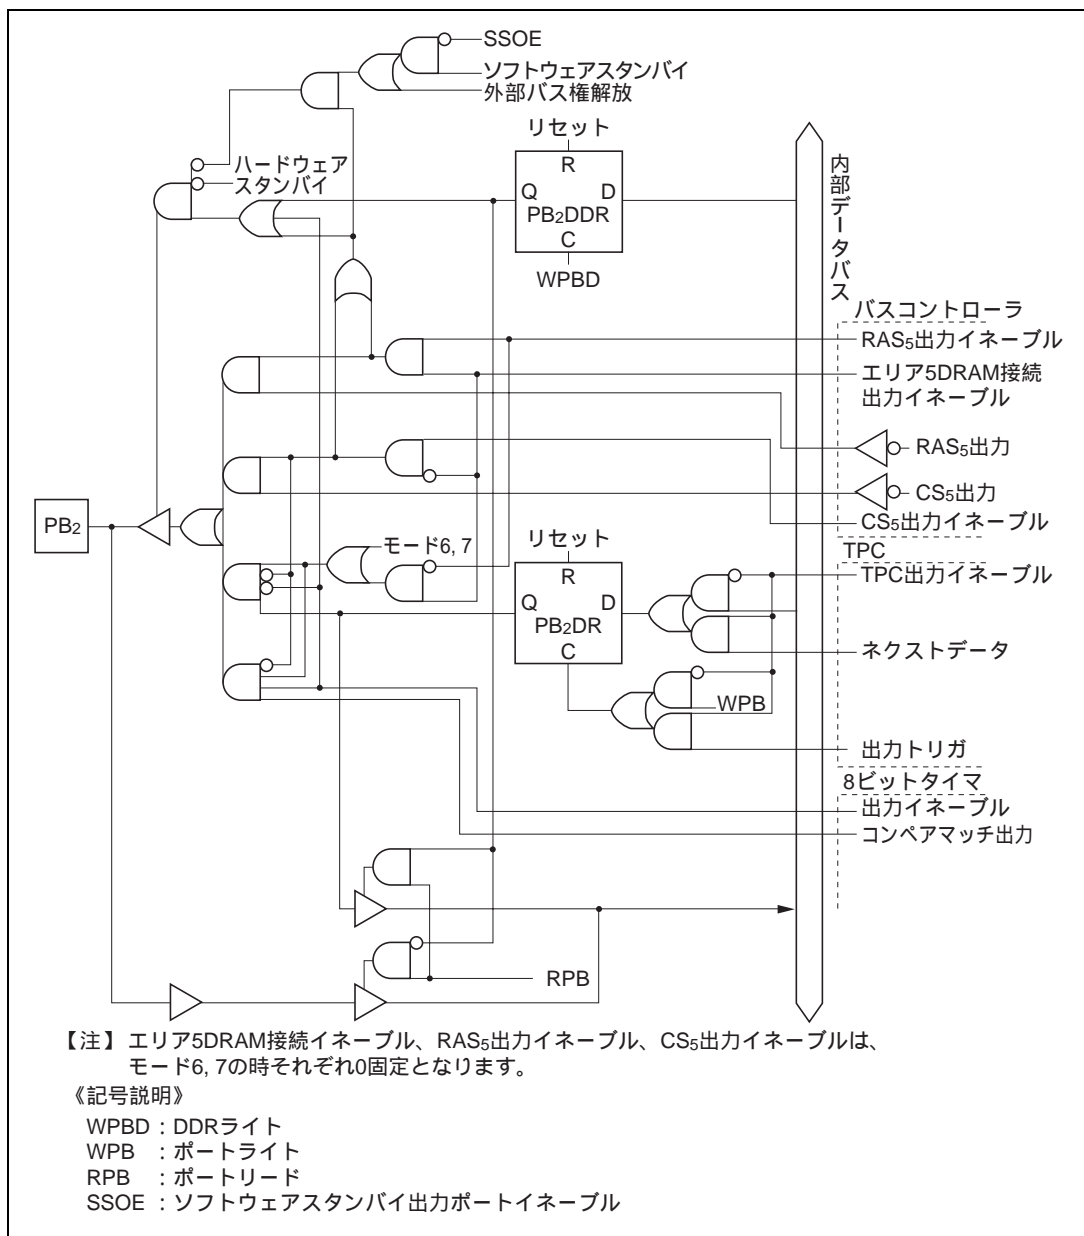 SSOE
ソフトウェアスタンバイ
外部バス権解放
リセット
ハードウェア
スタンバイ
R
Q
D
PB2DDR
C
WPBD
内部データバス
バスコントローラ
RAS5出力イネーブル
エリア5DRAM接続
出力イネーブル
RAS5出力
CS5出力
CS5出力イネーブル
PB2
モード6, 7
リセット
R
Q
D
PB2DR
C
TPC
TPC出力イネーブル
ネクストデータ
WPB
出力トリガ
8ビットタイマ
出力イネーブル
コンペアマッチ出力
RPB
【注】 エリア5DRAM接続イネーブル、RAS5出力イネーブル、CS5出力イネーブルは、
モード6, 7の時それぞれ0固定となります。
《記号説明》
WPBD : DDRライト
WPB : ポートライト
RPB : ポートリード
SSOE : ソフトウェアスタンバイ出力ポートイネーブル